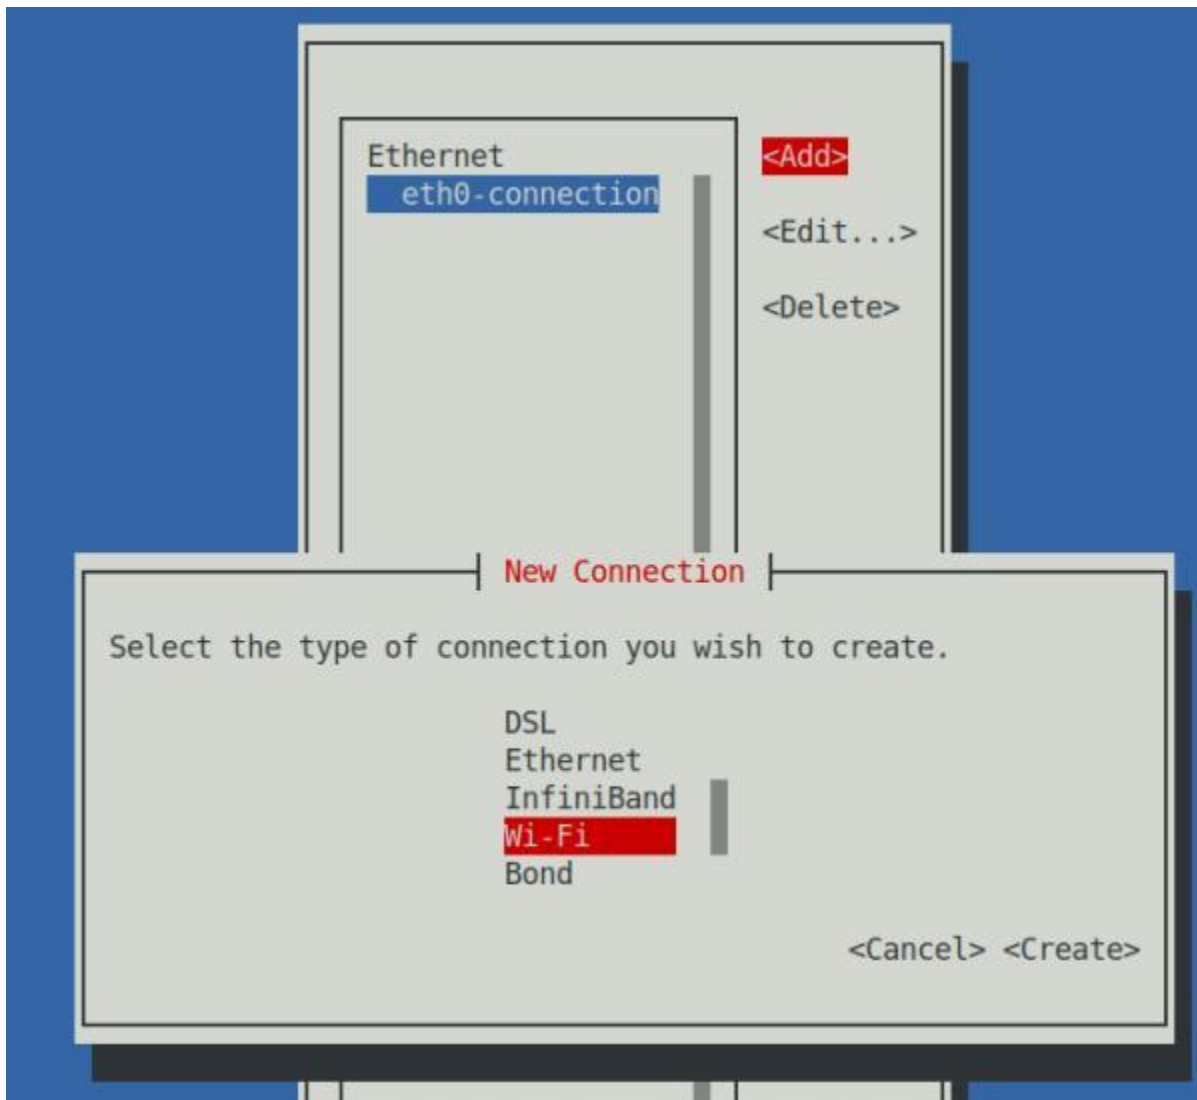 Ethernet
eth0-connection
<Add>
<Edit...>
<Delete>
New Connection
Select the type of connection you wish to create.
DSL
Ethernet
InfiniBand
Wi-Fi
Bond
<Cancel> <Create>